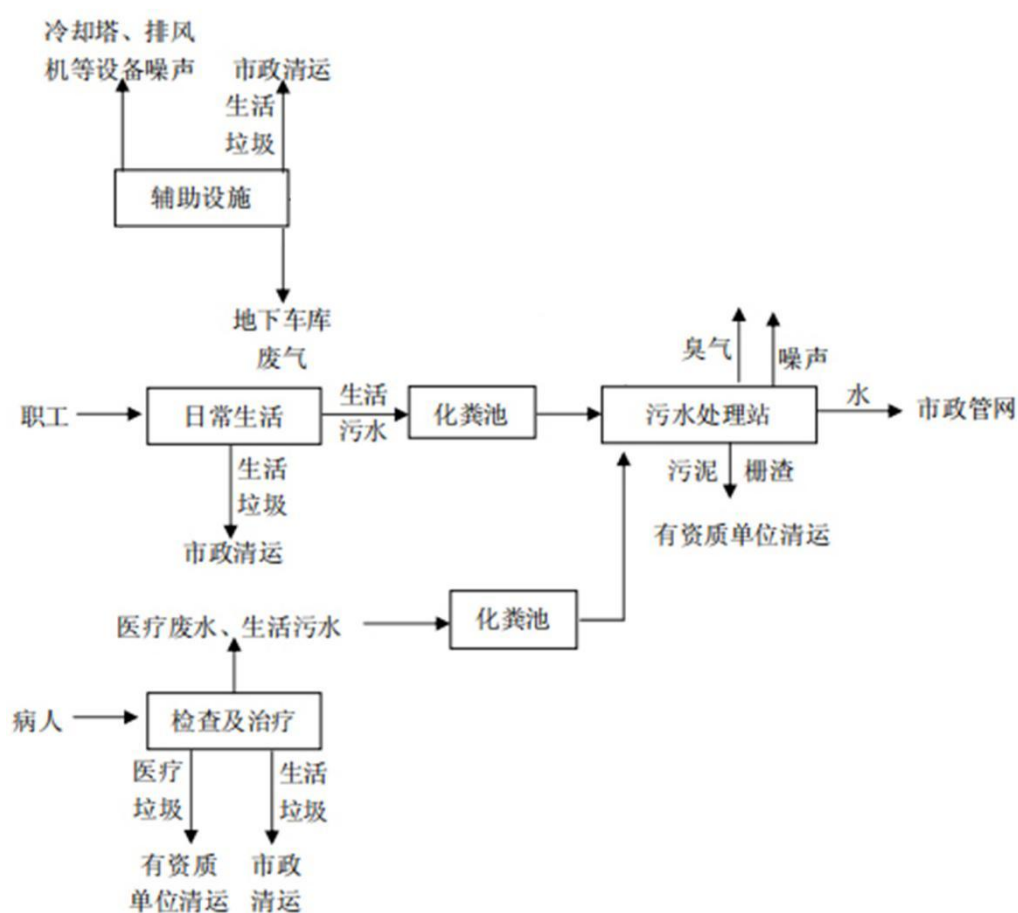 冷却塔、排风
机等设备噪声
市政清运
生活
垃圾
辅助设施
地下车库
废气
臭气
噪声
职工
日常生活
生活
污水
化粪池
污水处理站
水
市政管网
生活
垃圾
污泥
栅渣
市政清运
有资质单位清运
医疗废水、生活污水
化粪池
病人
检查及治疗
医疗
垃圾
生活
垃圾
有资质
单位清运
市政
清运